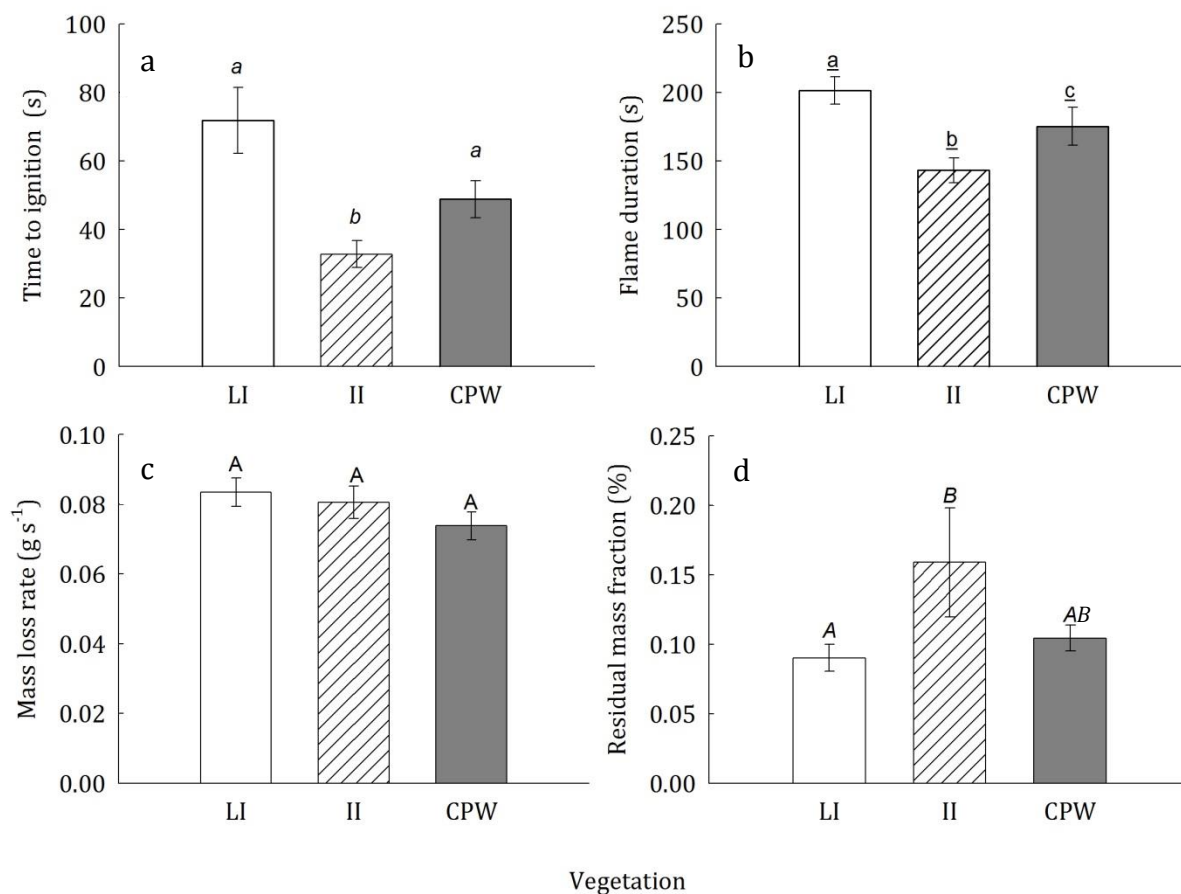 Time to ignition (s)
100
80
60
40
20
0
a
a
b
a
LI
II
CPW
Flame duration (s)
250
200
150
100
50
0
b
a
b
c
LI
II
CPW
Mass loss rate (g s⁻¹)
0.10
0.08
0.06
0.04
0.02
0.00
c
A
A
A
LI
II
CPW
Residual mass fraction (%)
0.25
0.20
0.15
0.10
0.05
0.00
d
A
B
AB
LI
II
CPW
Vegetation